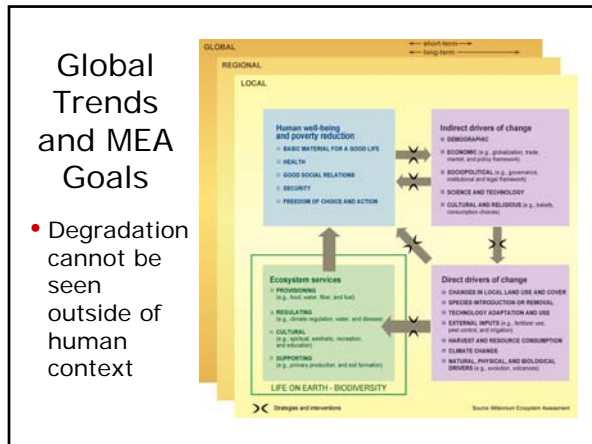 Global
Trends
and MEA
Goals
• Degradation
cannot be
seen
outside of
human
context
GLOBAL
short-term
long-term
REGIONAL
LOCAL
Human well-being
and poverty reduction
BASIC MATERIAL FOR A GOOD LIFE
HEALTH
GOOD SOCIAL RELATIONS
SECURITY
FREEDOM OF CHOICE AND ACTION
Indirect drivers of change
DEMOGRAPHIC
ECONOMIC (e.g., globalization, trade,
market, and policy framework)
SOCIOPOLITICAL (e.g., governance,
institutional and legal framework)
SCIENCE AND TECHNOLOGY
CULTURAL AND RELIGIOUS (e.g., beliefs,
consumption choices)
Ecosystem services
PROVISIONING
(e.g., food, water, fiber, and fuel)
REGULATING
(e.g., climate regulation, water, and disease)
CULTURAL
(e.g., spiritual, aesthetic, recreation,
and education)
SUPPORTING
(e.g., primary production, and soil formation)
LIFE ON EARTH - BIODIVERSITY
Direct drivers of change
CHANGES IN LOCAL LAND USE AND COVER
SPECIES INTRODUCTION OR REMOVAL
TECHNOLOGY ADAPTATION AND USE
EXTERNAL INPUTS (e.g., fertilizer use,
pest control, and irrigation)
HARVEST AND RESOURCE CONSUMPTION
CLIMATE CHANGE
NATURAL, PHYSICAL, AND BIOLOGICAL
DRIVERS (e.g., evolution, volcanoes)
Strategies and interventions
Source: Millennium Ecosystem Assessment